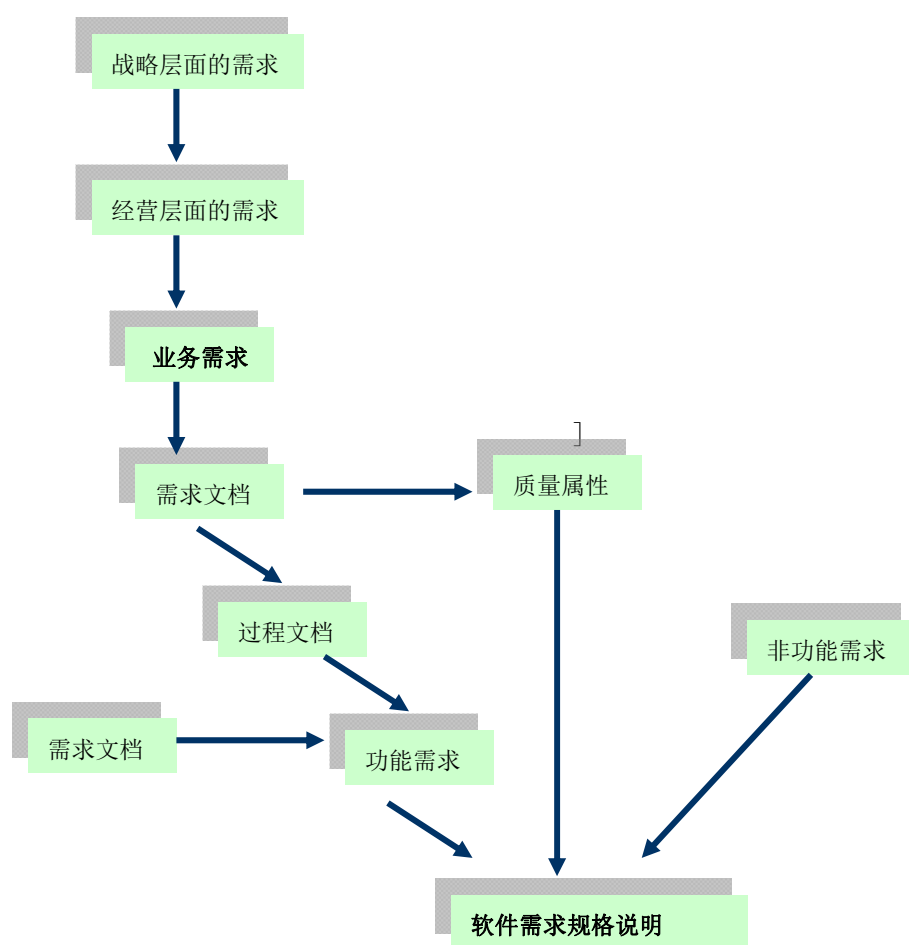 战略层面的需求
经营层面的需求
业务需求
需求文档
质量属性
过程文档
非功能需求
需求文档
功能需求
软件需求规格说明